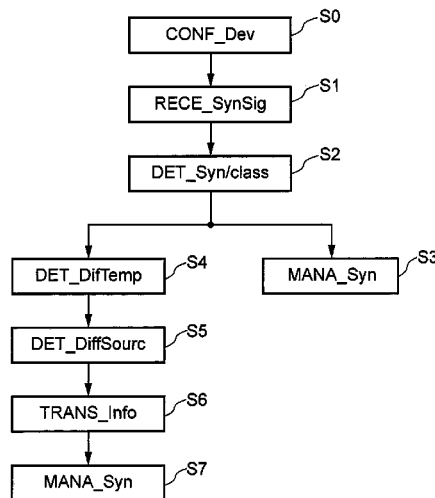 S0
CONF_Dev
S1
RECE_SynSig
S2
DET_Syn/class
S4
DET_DifTemp
S3
MANA_Syn
S5
DET_DiffSourc
S6
TRANS_Info
S7
MANA_Syn